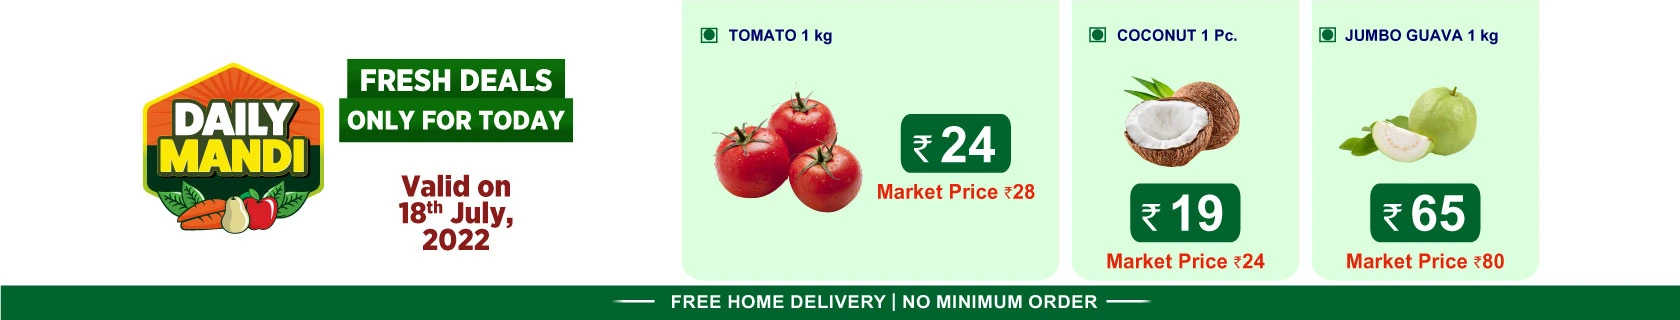 DAILY
MANDI
FRESH DEALS
ONLY FOR TODAY
Valid on
18th July,
2022
TOMATO 1 kg
₹ 24
Market Price ₹28
COCONUT 1 Pc.
₹ 19
Market Price ₹24
JUMBO GUAVA 1 kg
₹ 65
Market Price ₹80
FREE HOME DELIVERY | NO MINIMUM ORDER